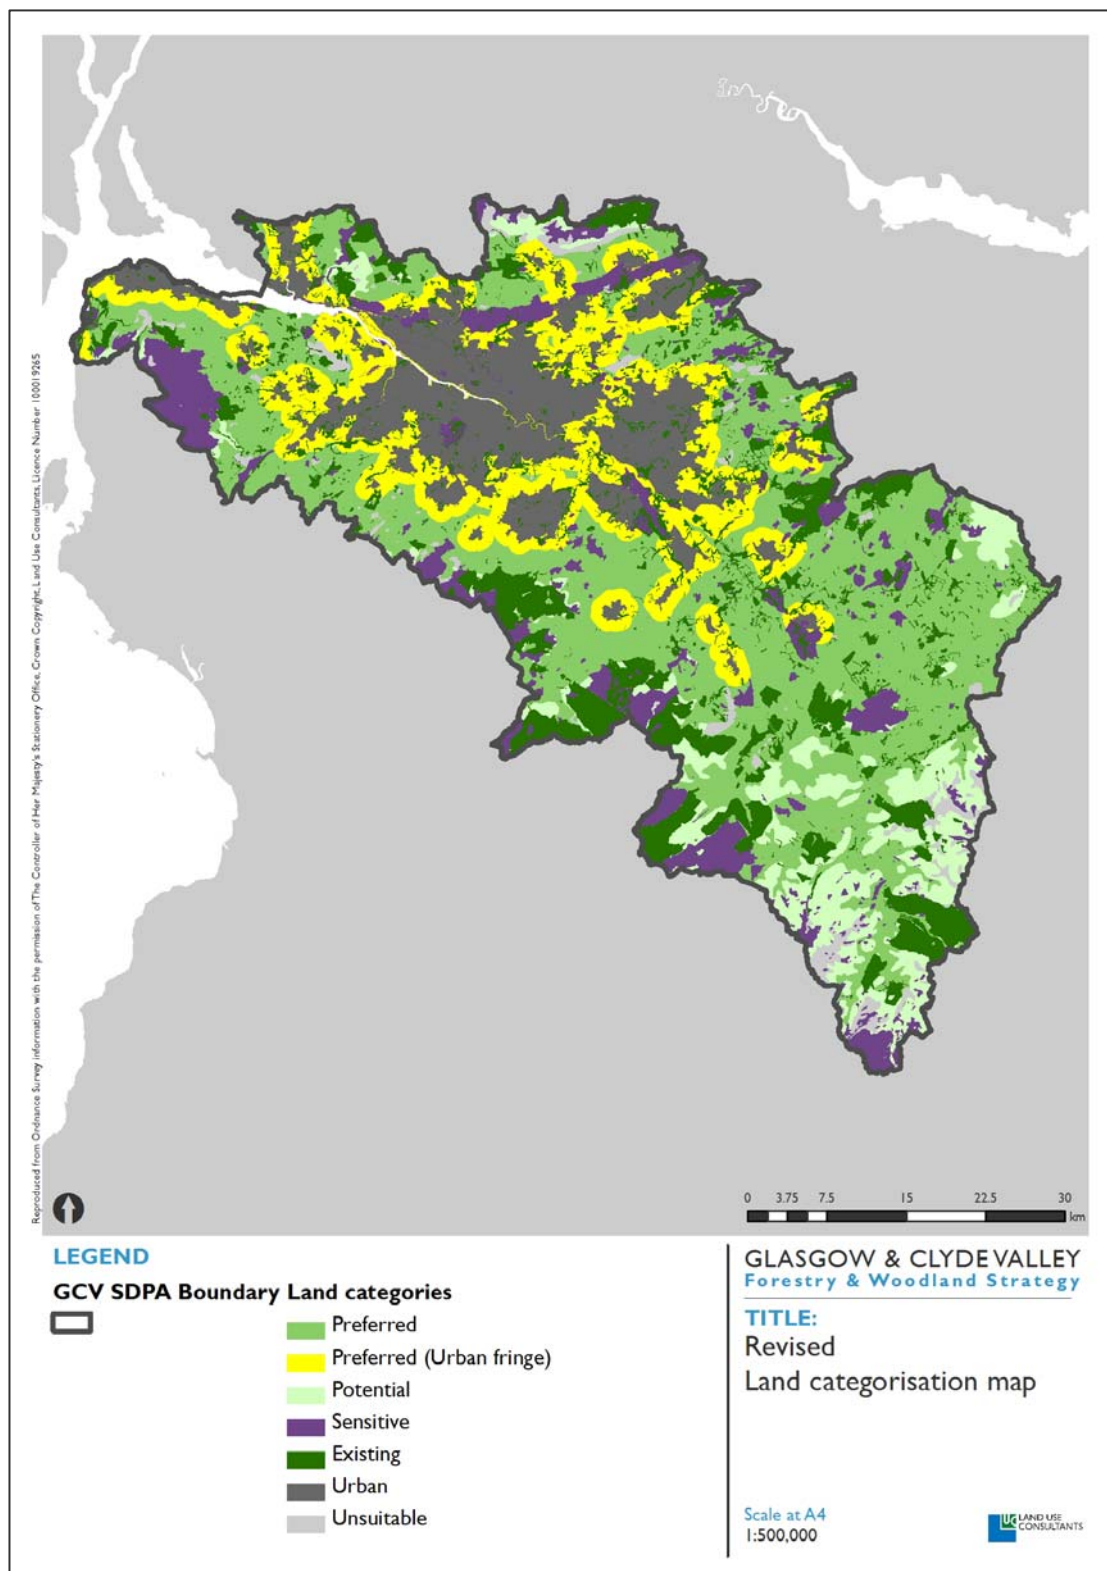 Reproduced from Ordnance Survey information with the permission of The Controller of Her Majesty's Stationery Office, Crown Copyright, Land Use Consultants, Licence Number 100019265
0 3.75 7.5 15 22.5 30
km
LEGEND
GCV SDPA Boundary Land categories
Preferred
Preferred (Urban fringe)
Potential
Sensitive
Existing
Urban
Unsuitable
GLASGOW & CLYDE VALLEY
Forestry & Woodland Strategy
TITLE:
Revised
Land categorisation map
Scale at A4
1:500,000
LUC
LAND USE
CONSULTANTS